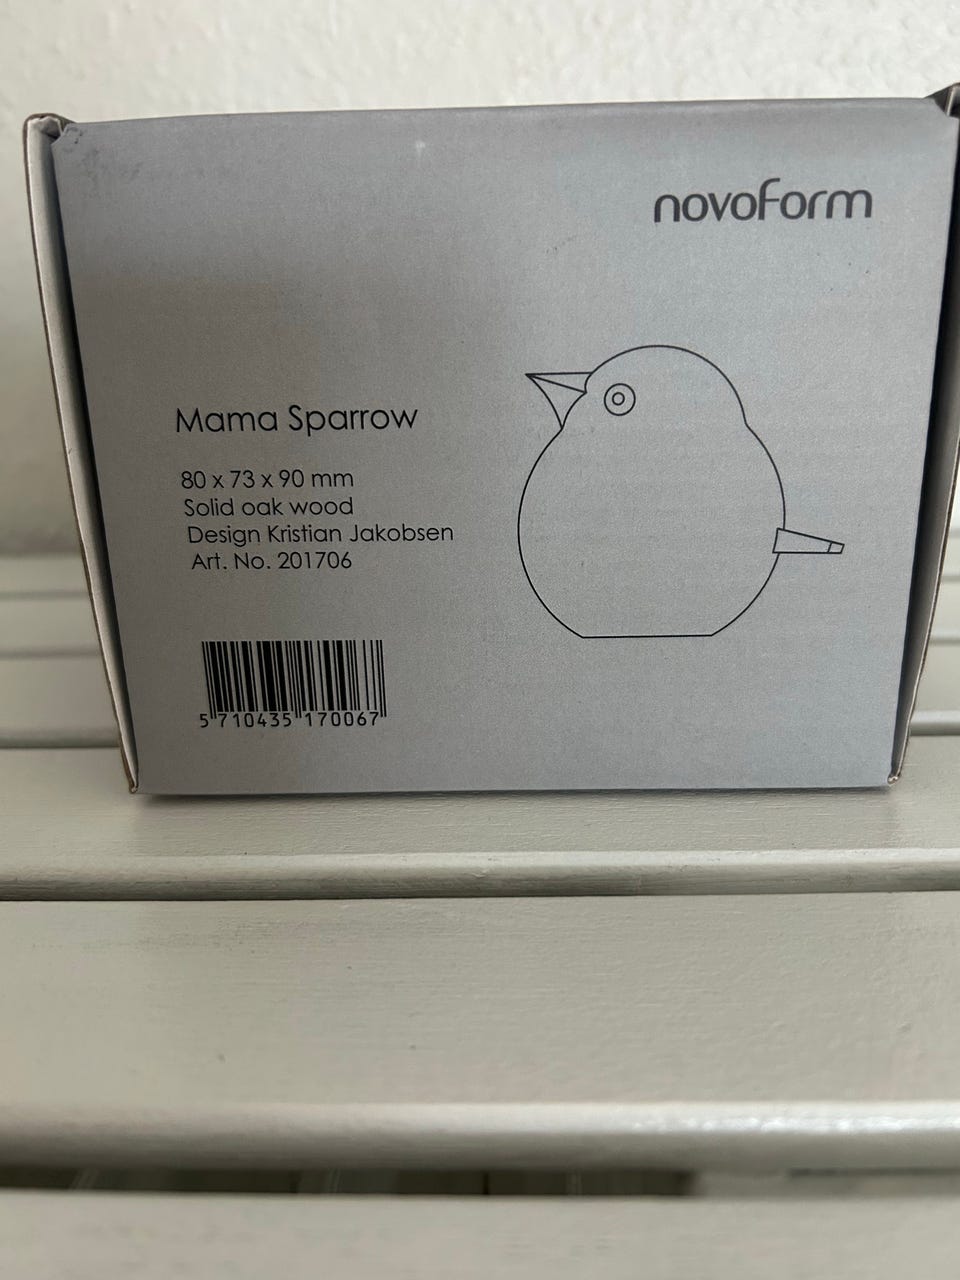 novoform
Mama Sparrow
80 x 73 x 90 mm
Solid oak wood
Design Kristian Jakobsen
Art. No. 201706
5 710435 170067